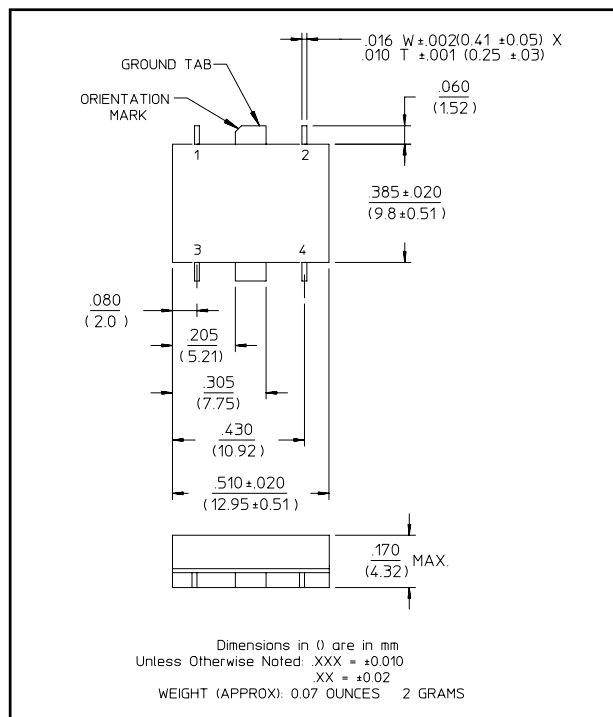 .016 W ±.002(0.41 ±0.05) X
.010 T ±.001 (0.25 ±.03)
GROUND TAB
ORIENTATION
MARK
.060
(1.52)
1
2
.385±.020
(9.8±0.51)
3
4
.080
( 2.0 )
.205
(5.21)
.305
(7.75)
.430
(10.92)
.510±.020
(12.95±0.51)
.170
(4.32)
MAX.
Dimensions in () are in mm
Unless Otherwise Noted: .XXX = ±0.010
.XX = ±0.02
WEIGHT (APPROX): 0.07 OUNCES 2 GRAMS